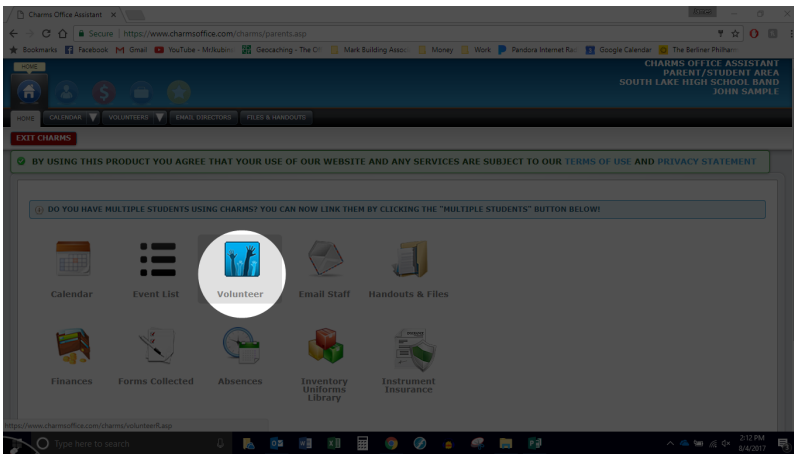 Charms Office Assistant
Secure https://www.charmsoffice.com/charms/parents.asp
Bookmarks Facebook Gmail YouTube - MrJkubino Geocaching - The Of Mark Building Assoc Money Work Pandora Internet Rad Google Calendar The Berliner Philharm
HOME
CHARMS OFFICE ASSISTANT
PARENT/STUDENT AREA
SOUTH LAKE HIGH SCHOOL BAND
JOHN SAMPLE
HOME CALENDAR VOLUNTEERS EMAIL DIRECTORS FILES & HANDOUTS
EXIT CHARMS
BY USING THIS PRODUCT YOU AGREE THAT YOUR USE OF OUR WEBSITE AND ANY SERVICES ARE SUBJECT TO OUR TERMS OF USE AND PRIVACY STATEMENT
DO YOU HAVE MULTIPLE STUDENTS USING CHARMS? YOU CAN NOW LINK THEM BY CLICKING THE "MULTIPLE STUDENTS" BUTTON BELOW!
Calendar Event List Volunteer Email Staff Handouts & Files
Finances Forms Collected Absences Inventory Uniforms Library Instrument Insurance
https://www.charmsoffice.com/charms/volunteerR.asp
Type here to search
2:12 PM
8/4/2017